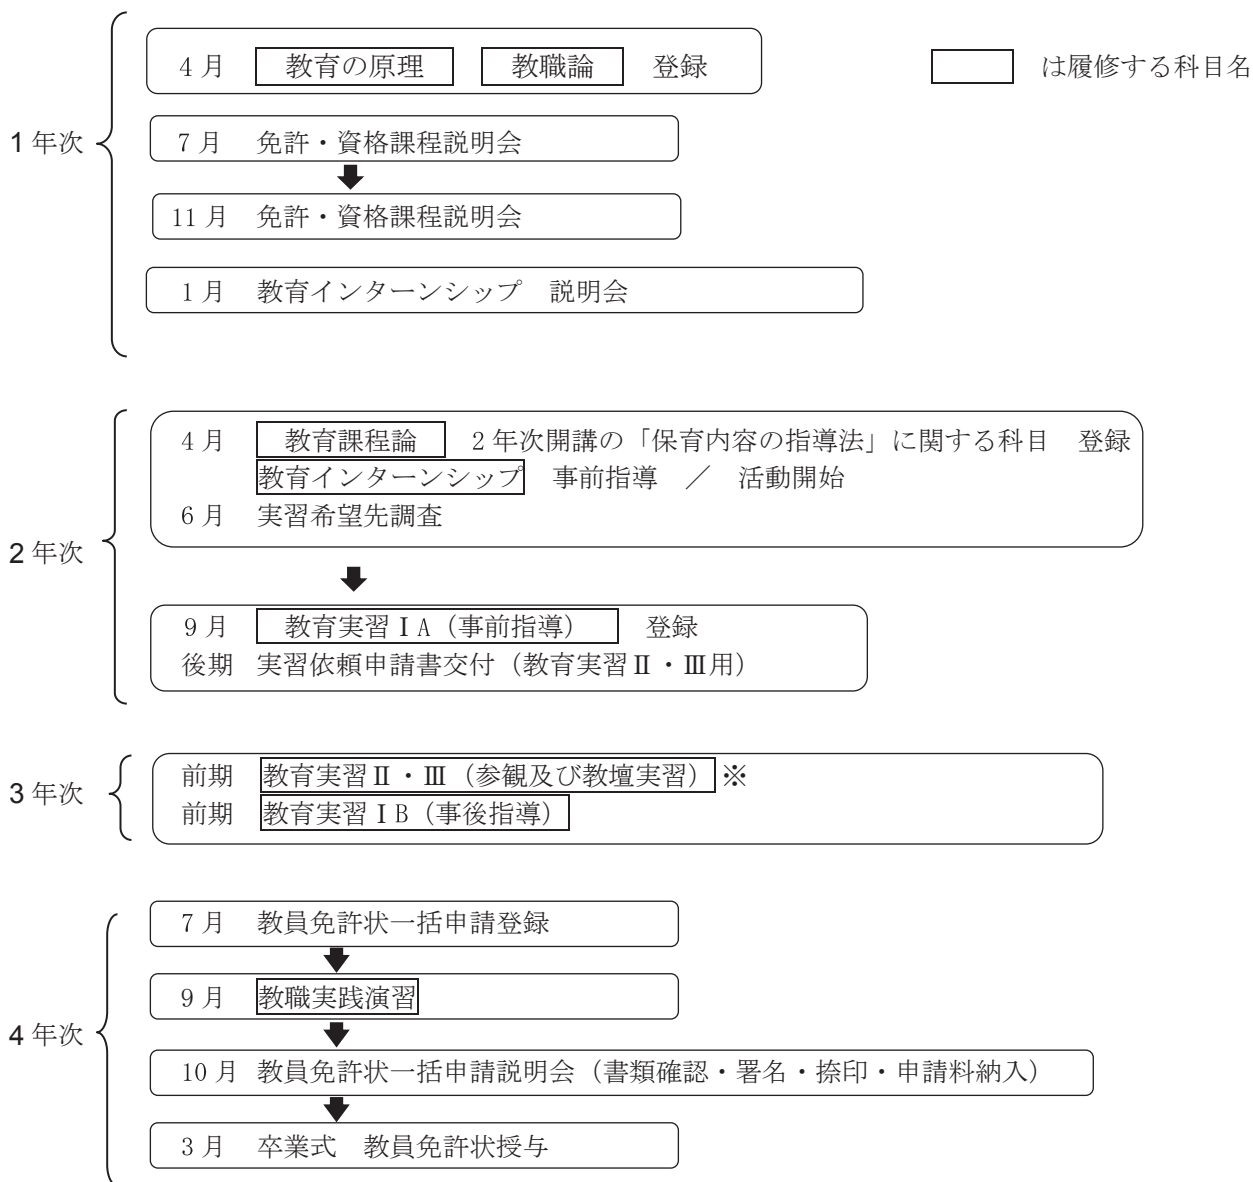 4月 教育の原理 教職論 登録
は履修する科目名
1年次
7月 免許・資格課程説明会
11月 免許・資格課程説明会
1月 教育インターンシップ 説明会
2年次
4月 教育課程論 2年次開講の「保育内容の指導法」に関する科目 登録
教育インターンシップ 事前指導 / 活動開始
6月 実習希望先調査
9月 教育実習ⅠA(事前指導) 登録
後期 実習依頼申請書交付(教育実習Ⅱ・Ⅲ用)
3年次
前期 教育実習Ⅱ・Ⅲ(参観及び教壇実習)※
前期 教育実習ⅠB(事後指導)
4年次
7月 教員免許状一括申請登録
9月 教職実践演習
10月 教員免許状一括申請説明会(書類確認・署名・捺印・申請料納入)
3月 卒業式 教員免許状授与